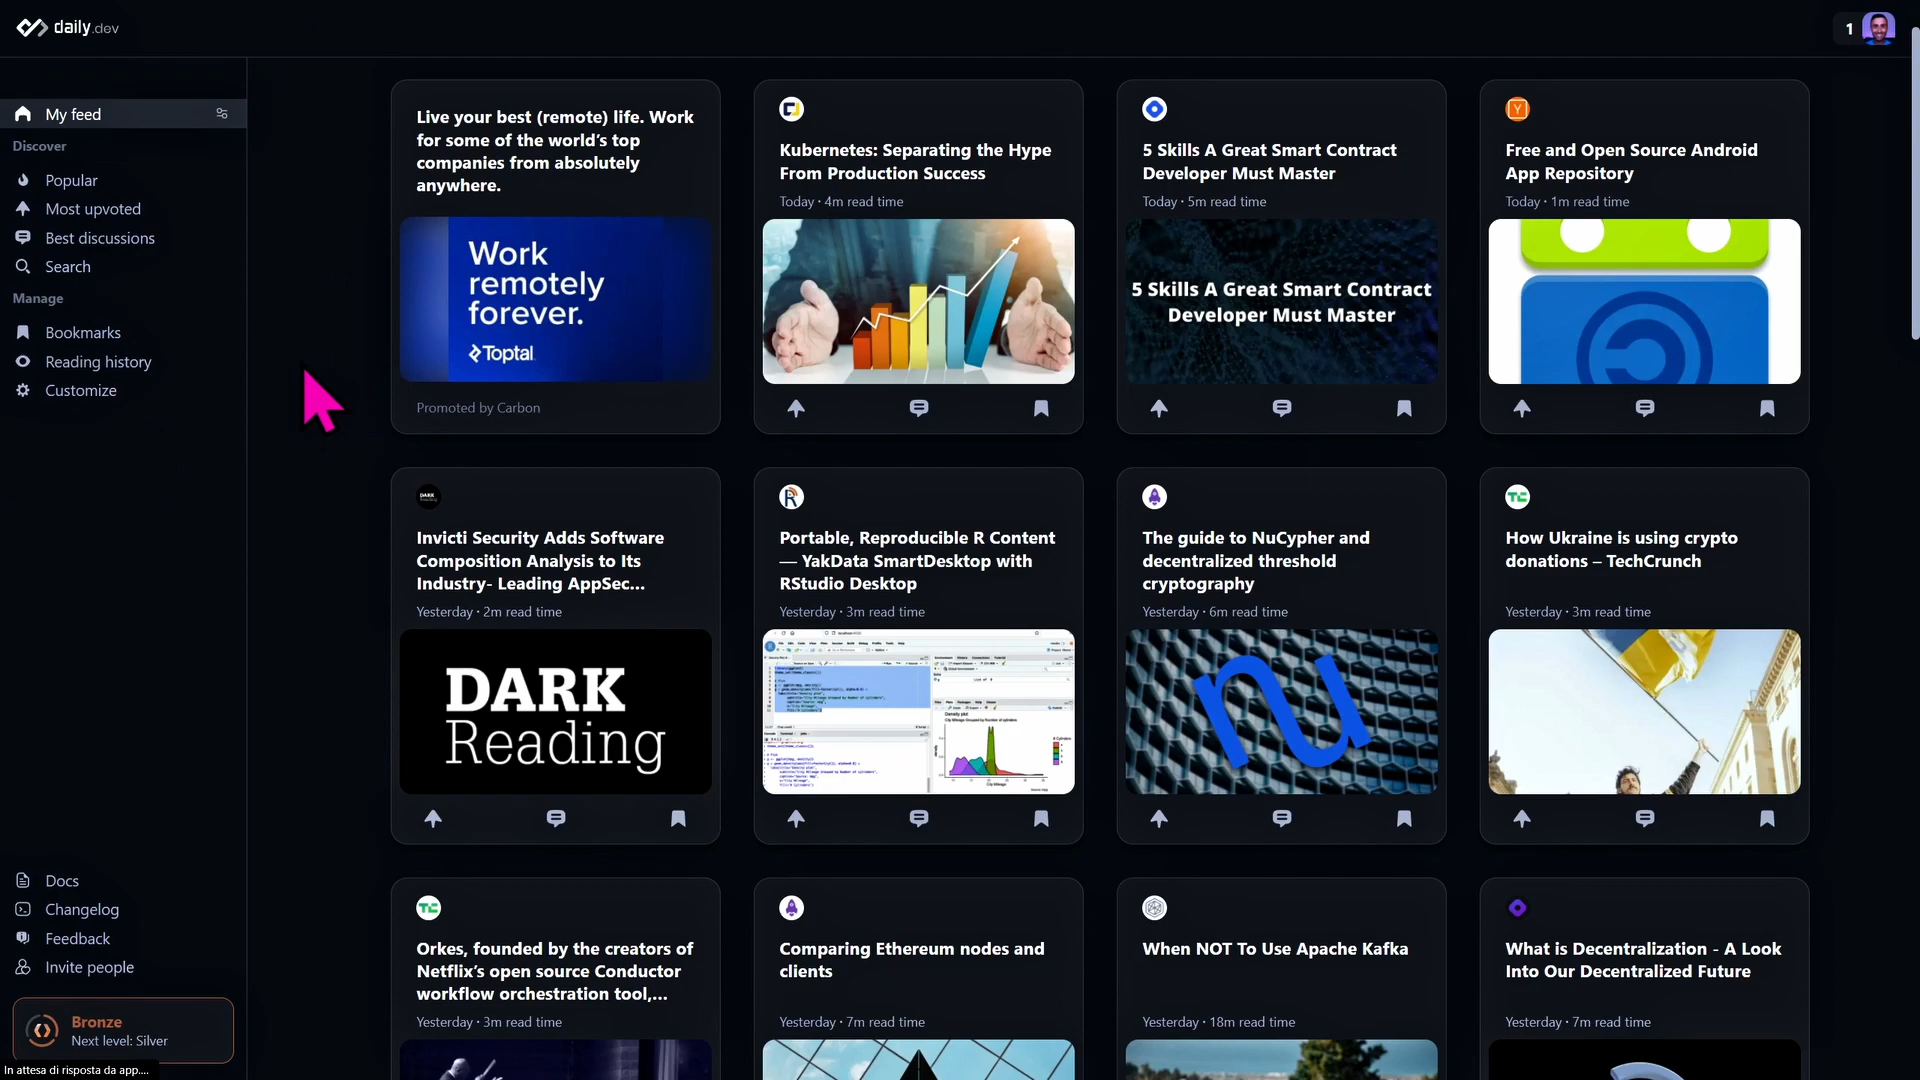 daily.dev
1
My feed
Discover
Popular
Most upvoted
Best discussions
Search
Manage
Bookmarks
Reading history
Customize
Docs
Changelog
Feedback
Invite people
Bronze
Next level: Silver
In attesa di risposta da app....
Live your best (remote) life. Work
for some of the world’s top
companies from absolutely
anywhere.
Work
remotely
forever.
Toptal
Promoted by Carbon
Kubernetes: Separating the Hype
From Production Success
Today · 4m read time
5 Skills A Great Smart Contract
Developer Must Master
Today · 5m read time
5 Skills A Great Smart Contract
Developer Must Master
Y
Free and Open Source Android
App Repository
Today · 1m read time
DARK
Reading
Invicti Security Adds Software
Composition Analysis to Its
Industry- Leading AppSec...
Yesterday · 2m read time
DARK
Reading
R
Portable, Reproducible R Content
— YakData SmartDesktop with
RStudio Desktop
Yesterday · 3m read time
The guide to NuCypher and
decentralized threshold
cryptography
Yesterday · 6m read time
TC
How Ukraine is using crypto
donations – TechCrunch
Yesterday · 3m read time
TC
Orkes, founded by the creators of
Netflix’s open source Conductor
workflow orchestration tool,...
Yesterday · 3m read time
Comparing Ethereum nodes and
clients
Yesterday · 7m read time
When NOT To Use Apache Kafka
Yesterday · 18m read time
What is Decentralization - A Look
Into Our Decentralized Future
Yesterday · 7m read time